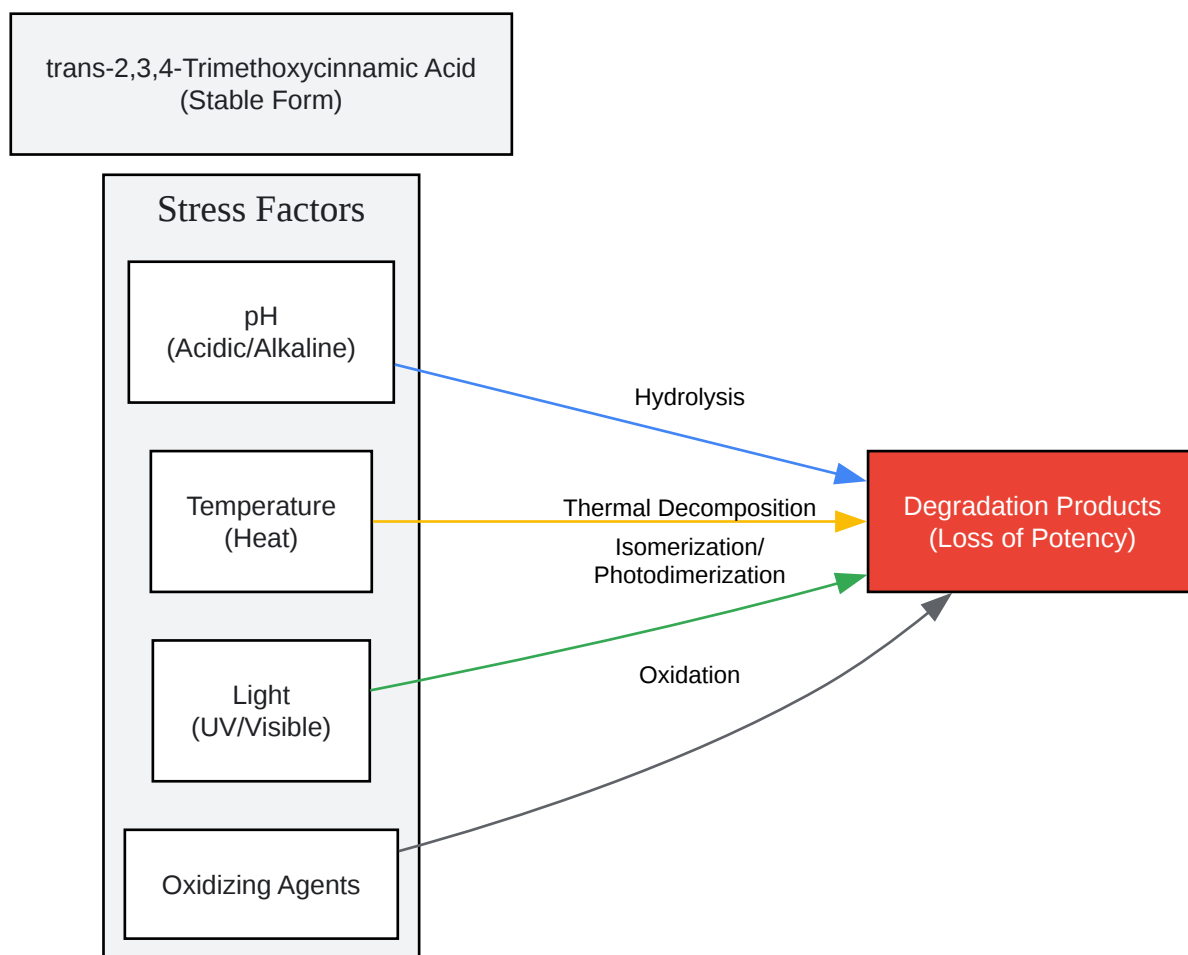 trans-2,3,4-Trimethoxycinnamic Acid
(Stable Form)
Stress Factors
pH
(Acidic/Alkaline)
Hydrolysis
Temperature
(Heat)
Thermal Decomposition
Degradation Products
(Loss of Potency)
Isomerization/
Photodimerization
Light
(UV/Visible)
Oxidation
Oxidizing Agents